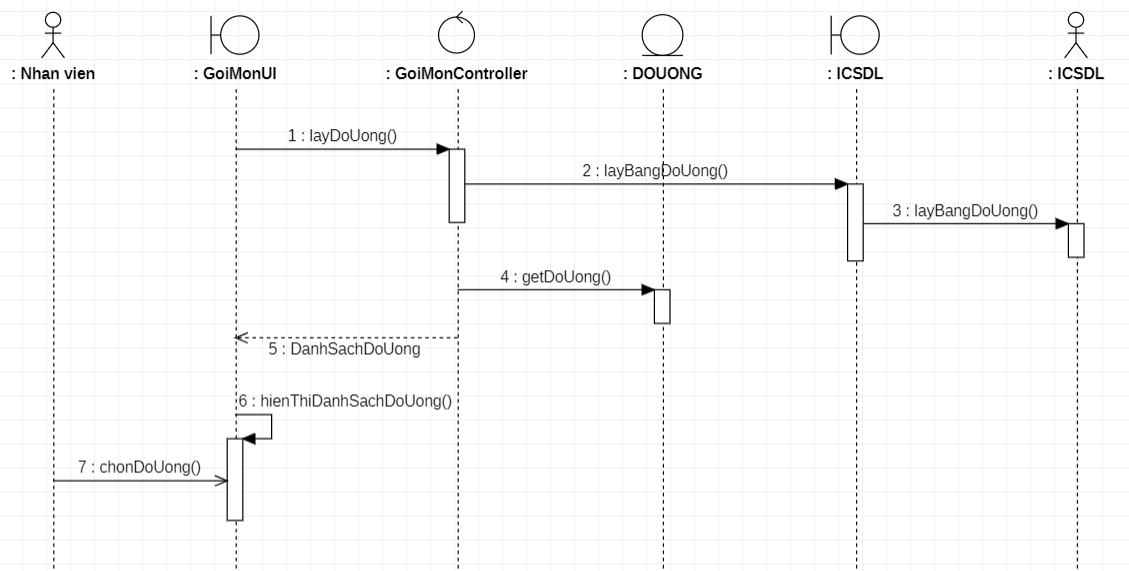 : Nhan vien
: GoiMonUI
: GoiMonController
: DOUONG
: ICSDL
: ICSDL
1 : layDoUong()
2 : layBangDoUong()
3 : layBangDoUong()
4 : getDoUong()
5 : DanhSachDoUong
6 : hienThiDanhSachDoUong()
7 : chonDoUong()